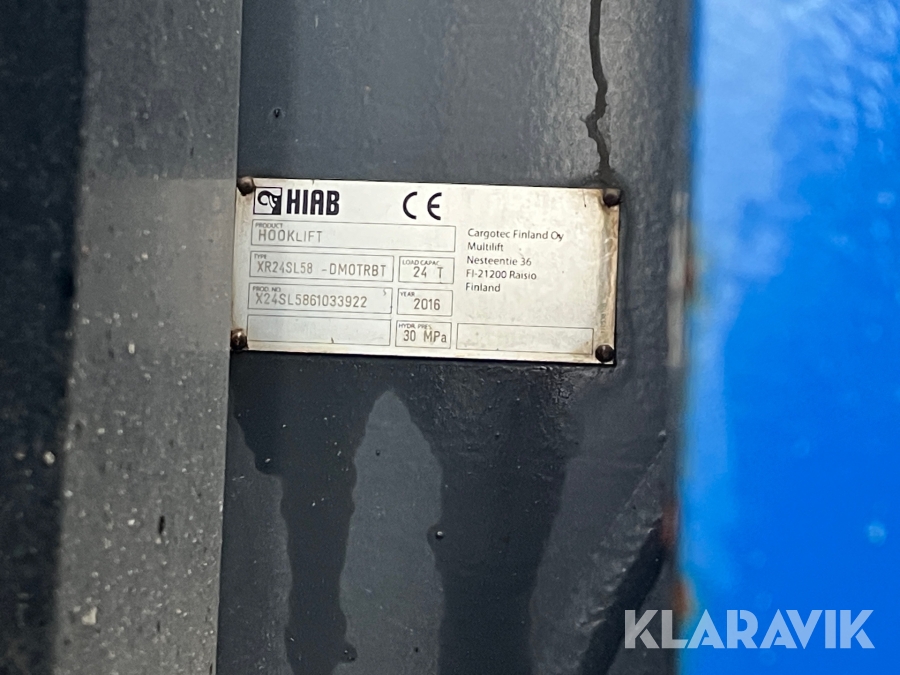 HIAB CE
PRODUCT
HOOKLIFT
TYPE
XR24SL58 -DMOTRBT
LOAD CAPAC.
24 T
PROD. NO.
X24SL5861033922
YEAR
2016
HYDR. PRES.
30 MPa
Cargotec Finland Oy
Multilift
Nesteentie 36
FI-21200 Raisio
Finland
KLARAVIK